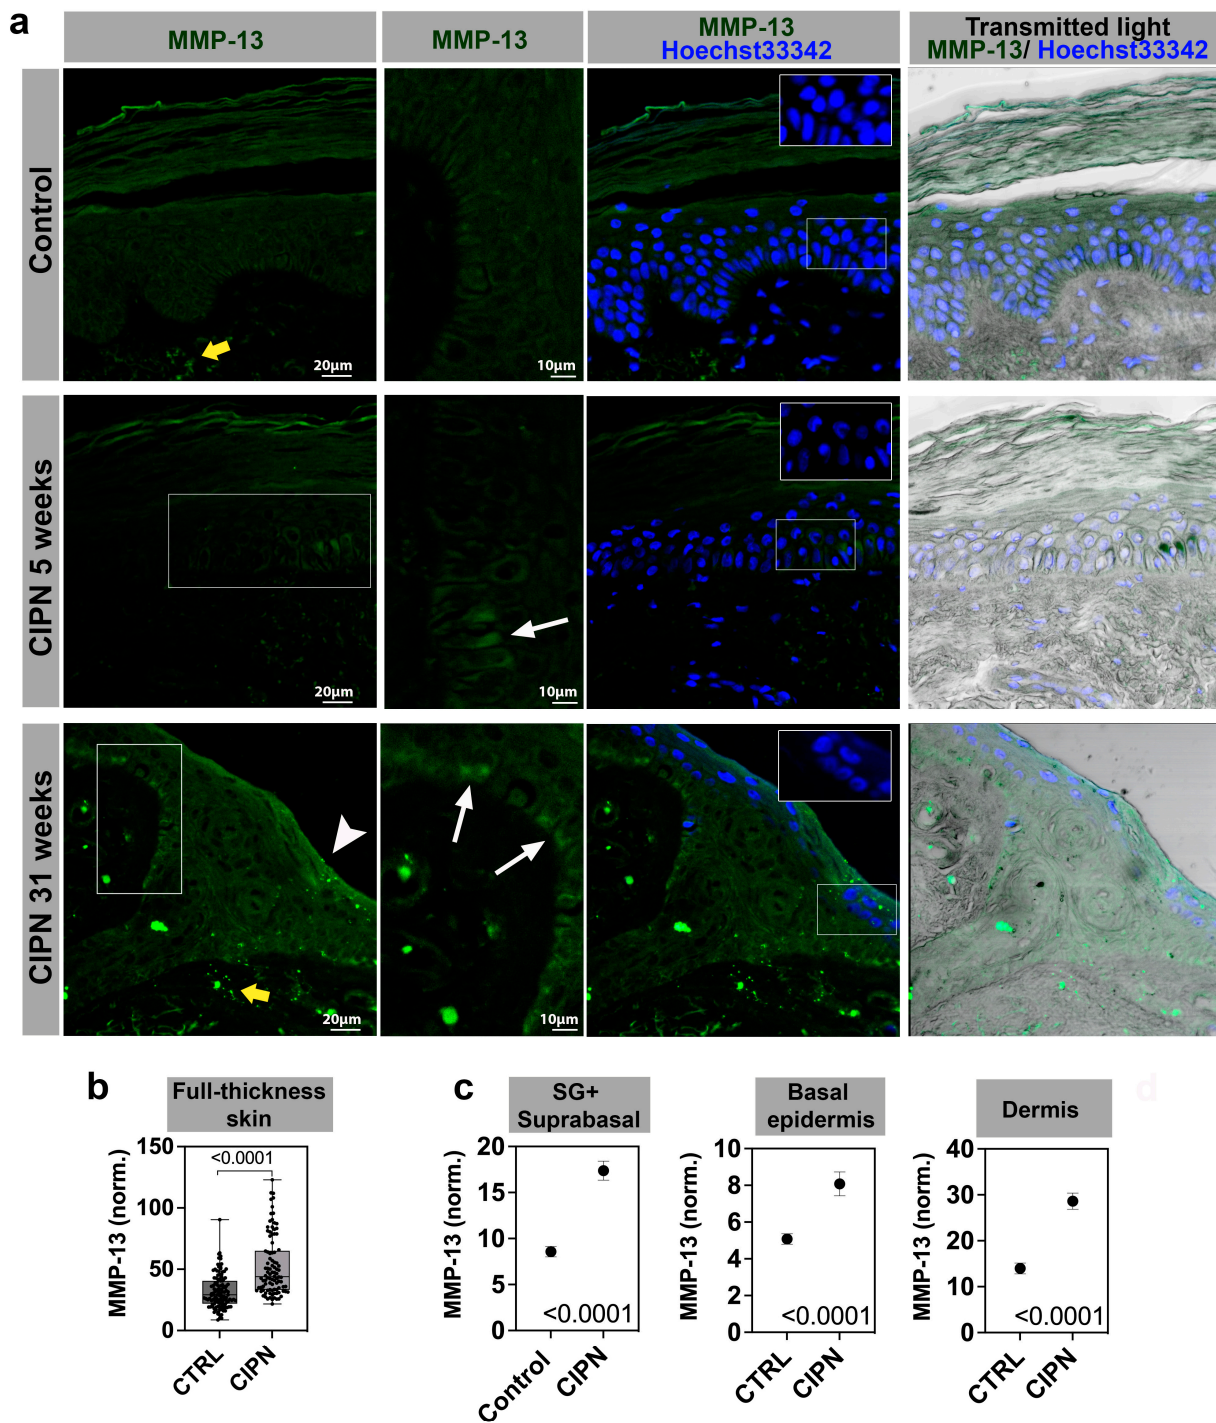 a
MMP-13
MMP-13
MMP-13
Hoechst33342
Transmitted light
MMP-13/ Hoechst33342
Control
20µm
10µm
CIPN 5 weeks
20µm
10µm
CIPN 31 weeks
20µm
10µm
b
Full-thickness
skin
MMP-13 (norm.)
150
100
50
0
<0.0001
CTRL
CIPN
c
SG+
Suprabasal
MMP-13 (norm.)
20
15
10
5
0
<0.0001
Control
CIPN
Basal
epidermis
MMP-13 (norm.)
10
8
6
4
2
0
<0.0001
CTRL
CIPN
d
Dermis
MMP-13 (norm.)
40
30
20
10
0
<0.0001
CTRL
CIPN